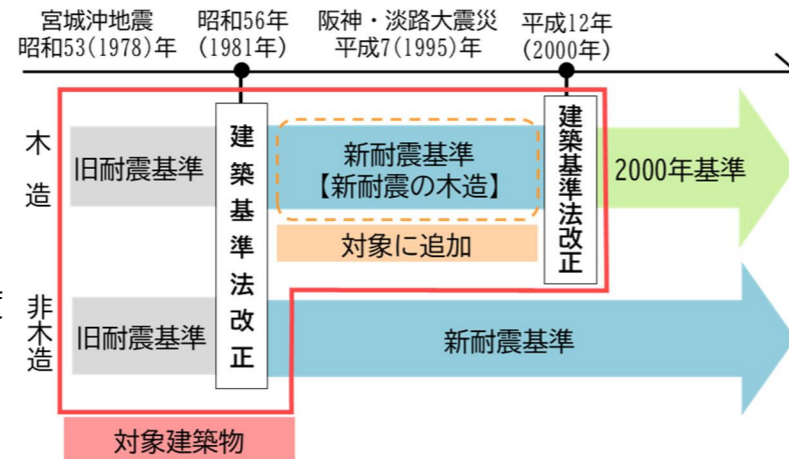 宮城沖地震
昭和53(1978)年
昭和56年
(1981年)
阪神・淡路大震災
平成7(1995)年
平成12年
(2000年)
木造
旧耐震基準
建築基準法改正
新耐震基準
【新耐震の木造】
対象に追加
建築基準法改正
2000年基準
非木造
旧耐震基準
新耐震基準
対象建築物